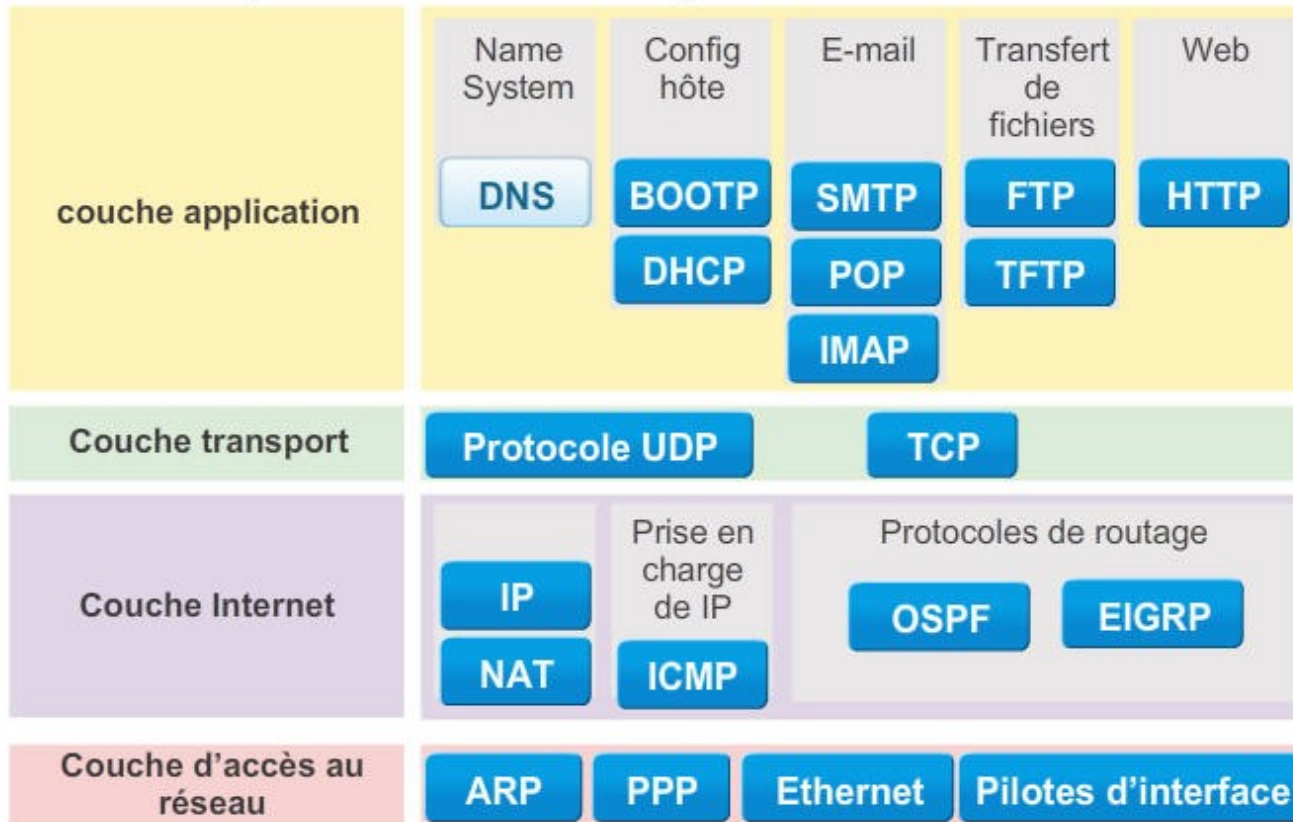 couche application
Name
System
DNS
Config
hôte
BOOTP
DHCP
E-mail
SMTP
POP
IMAP
Transfert
de
fichiers
FTP
TFTP
Web
HTTP
Couche transport
Protocole UDP
TCP
Couche Internet
IP
NAT
Prise en
charge
de IP
ICMP
Protocoles de routage
OSPF
EIGRP
Couche d'accès au
réseau
ARP
PPP
Ethernet
Pilotes d'interface